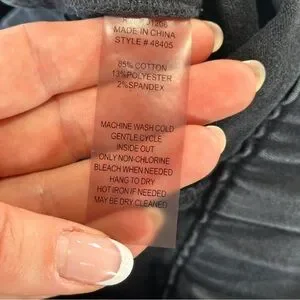 MADE IN CHINA
STYLE # 48405
85% COTTON
13%POLYESTER
2%SPANDEX
MACHINE WASH COLD
GENTLE CYCLE
INSIDE OUT
ONLY NON-CHLORINE
BLEACH WHEN NEEDED
HANG TO DRY
HOT IRON IF NEEDED
MAY BE DRY CLEANED